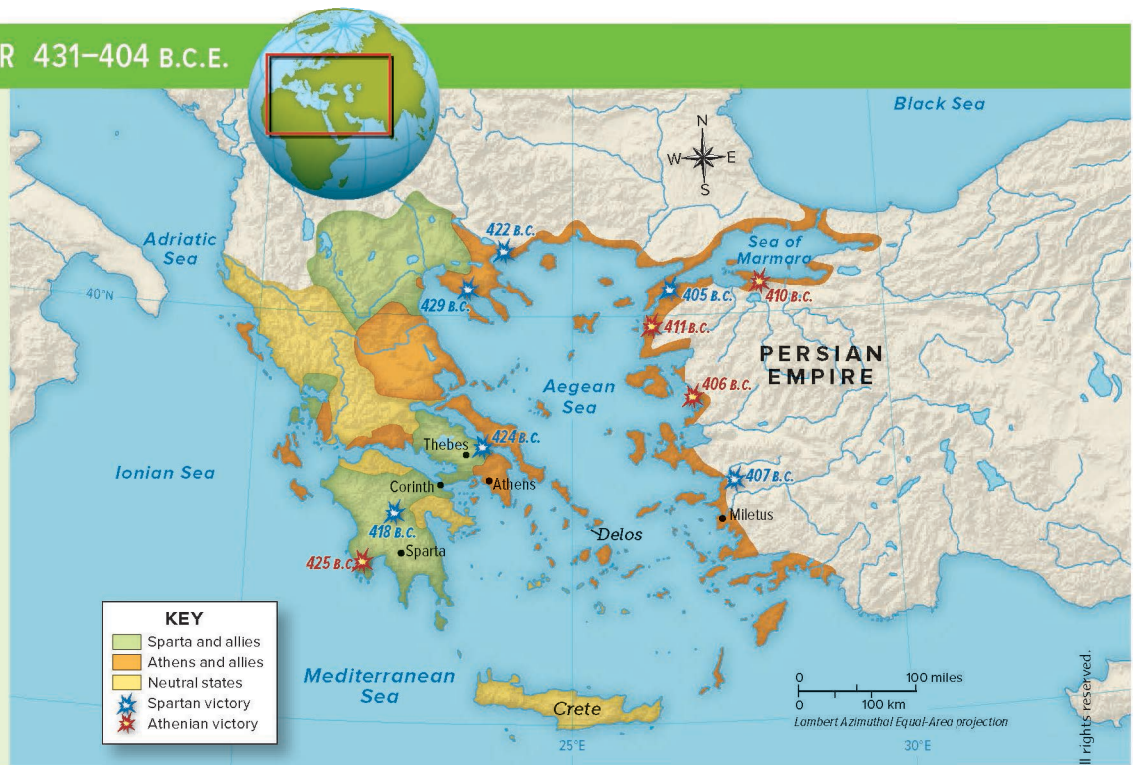 R 431–404 B.C.E.
Black Sea
N
W E
S
Adriatic
Sea
422 B.C.
Sea of
Marmara
40°N
429 B.C.
405 B.C.
410 B.C.
411 B.C.
PERSIAN
EMPIRE
406 B.C.
Aegean
Sea
424 B.C.
Thebes
Ionian Sea
Corinth
Athens
407 B.C.
Miletus
418 B.C.
Delos
Sparta
425 B.C.
KEY
Sparta and allies
Athens and allies
Neutral states
Spartan victory
Athenian victory
Mediterranean
Sea
Crete
0 100 miles
0 100 km
Lambert Azimuthal Equal-Area projection
25°E
30°E
ll rights reserved.